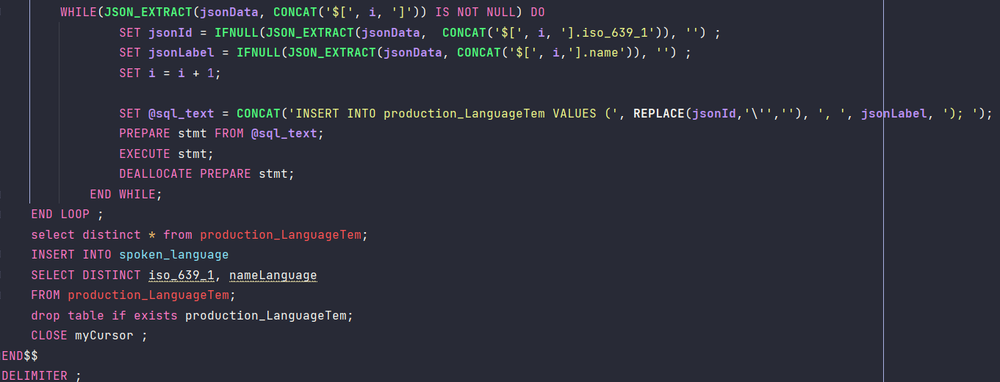 WHILE(JSON_EXTRACT(jsonData, CONCAT('$[', i, ']')) IS NOT NULL) DO
SET jsonId = IFNULL(JSON_EXTRACT(jsonData,  CONCAT('$[', i, '].iso_639_1')), '') ;
SET jsonLabel = IFNULL(JSON_EXTRACT(jsonData, CONCAT('$[', i,'].name')), '') ;
SET i = i + 1;
SET @sql_text = CONCAT('INSERT INTO production_LanguageTem VALUES (', REPLACE(jsonId,'\'',''), ', ', jsonLabel, '); ');
PREPARE stmt FROM @sql_text;
EXECUTE stmt;
DEALLOCATE PREPARE stmt;
END WHILE;
END LOOP ;
select distinct * from production_LanguageTem;
INSERT INTO spoken_language
SELECT DISTINCT iso_639_1, nameLanguage
FROM production_LanguageTem;
drop table if exists production_LanguageTem;
CLOSE myCursor ;
END$$
DELIMITER ;